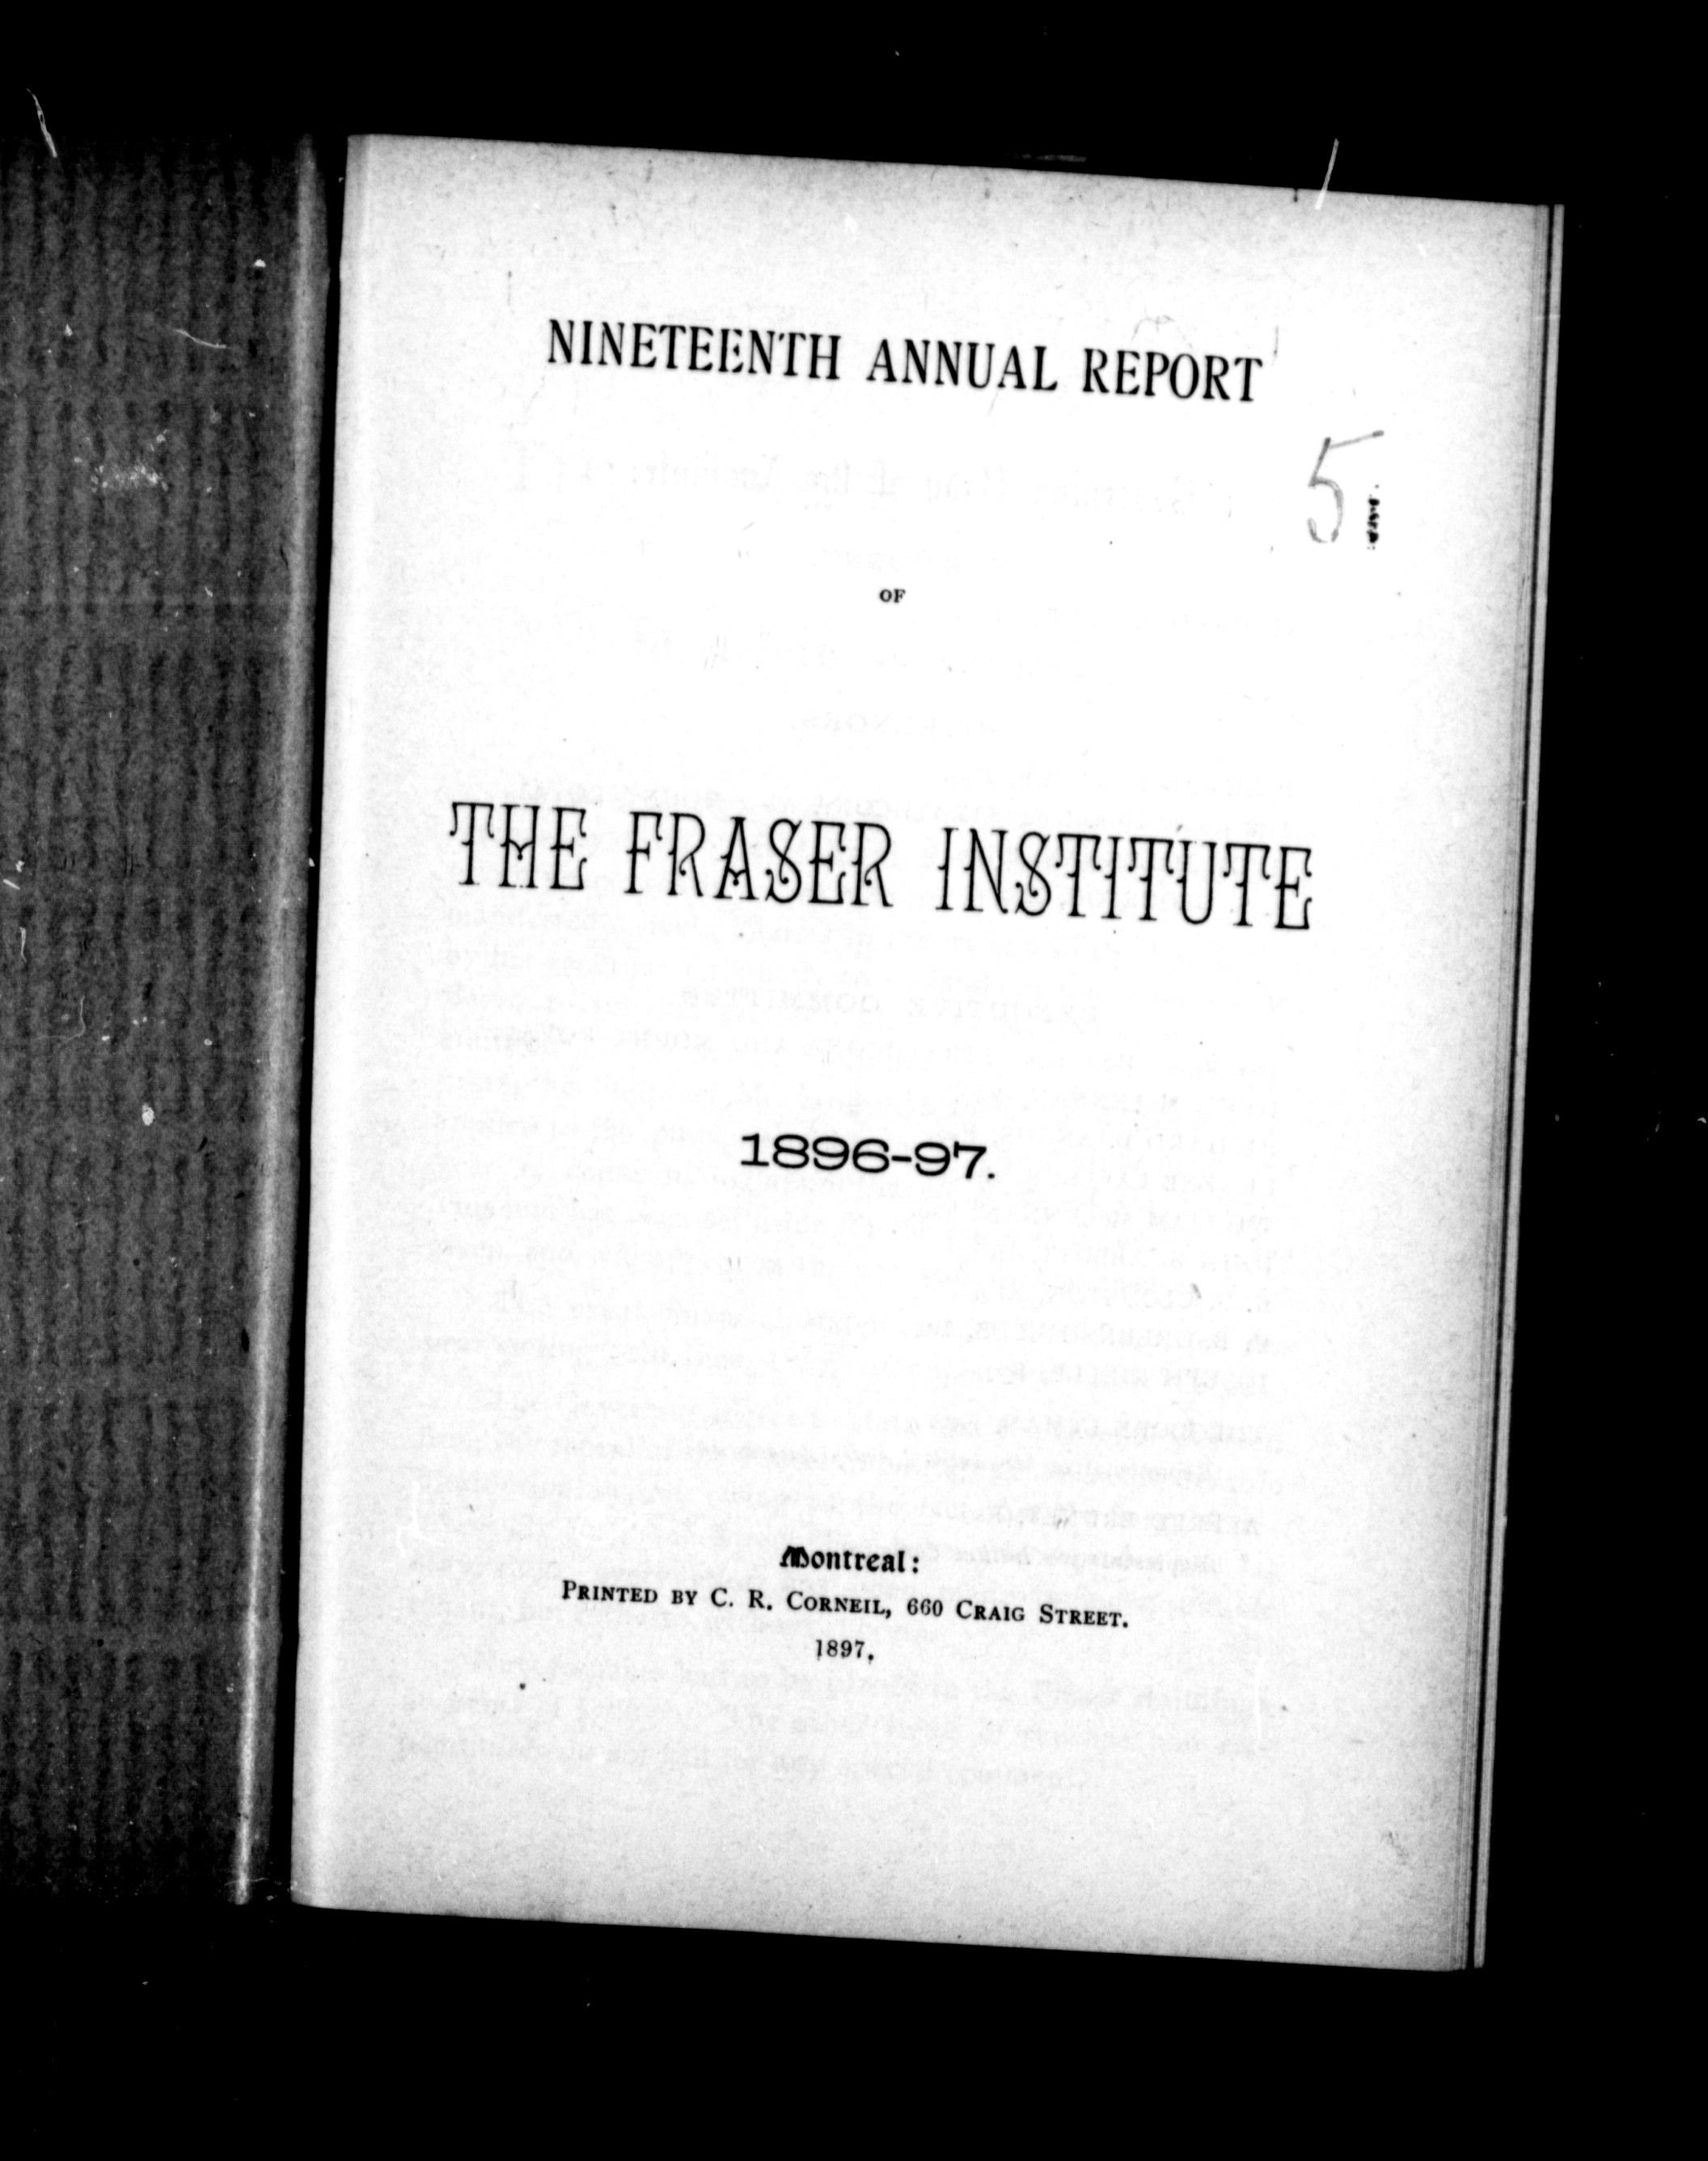 NINETEENTH ANNUAL REPORT
5
OF
THE FRASER INSTITUTE
1896-97.
Montreal:
PRINTED BY C. R. CORNEIL, 660 CRAIG STREET.
1897.